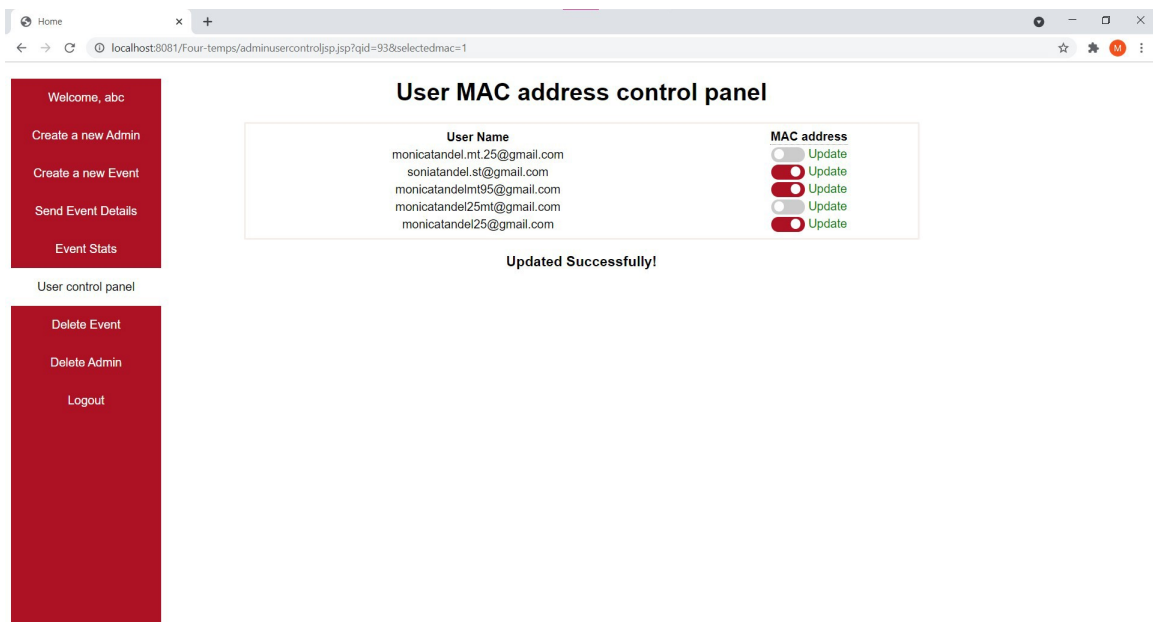 Home
localhost:8081/Four-temps/adminusercontroljsp.jsp?qid=93&selectedmac=1
M
Welcome, abc
Create a new Admin
Create a new Event
Send Event Details
Event Stats
User control panel
Delete Event
Delete Admin
Logout
User MAC address control panel
User Name MAC address
monicatandel.mt.25@gmail.com Update
soniatandel.st@gmail.com Update
monicatandelmt95@gmail.com Update
monicatandel25mt@gmail.com Update
monicatandel25@gmail.com Update
Updated Successfully!